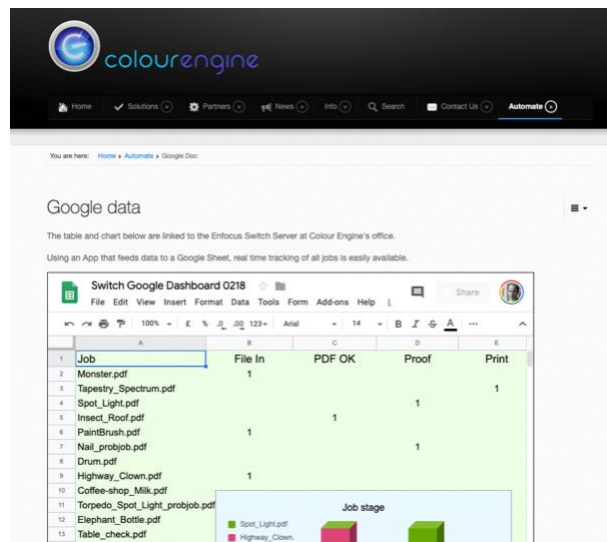 colourengine
Home Solutions Partners News Info Search Contact Us Automate
You are here: Home Automate Google Doc
Google data
The table and chart below are linked to the Enfocus Switch Server at Colour Engine's office.
Using an App that feeds data to a Google Sheet, real time tracking of all jobs is easily available.
Switch Google Dashboard 0218
Share
File Edit View Insert Format Data Tools Form Add-ons Help
100% £ % .0 .00 123 Arial 14 B I S A ...
A B C D E
1 Job File In PDF OK Proof Print
2 Monster.pdf 1
3 Tapestry_Spectrum.pdf 1
4 Spot_Light.pdf 1
5 Insect_Roof.pdf 1
6 PaintBrush.pdf 1
7 Nail_probjob.pdf 1
8 Drum.pdf
9 Highway_Clown.pdf 1
10 Coffee-shop_Milk.pdf
11 Torpedo_Spot_Light_probjob.pdf
Job stage
12 Elephant_Bottle.pdf
Spot_Light.pdf
13 Table_check.pdf
Highway_Clown.